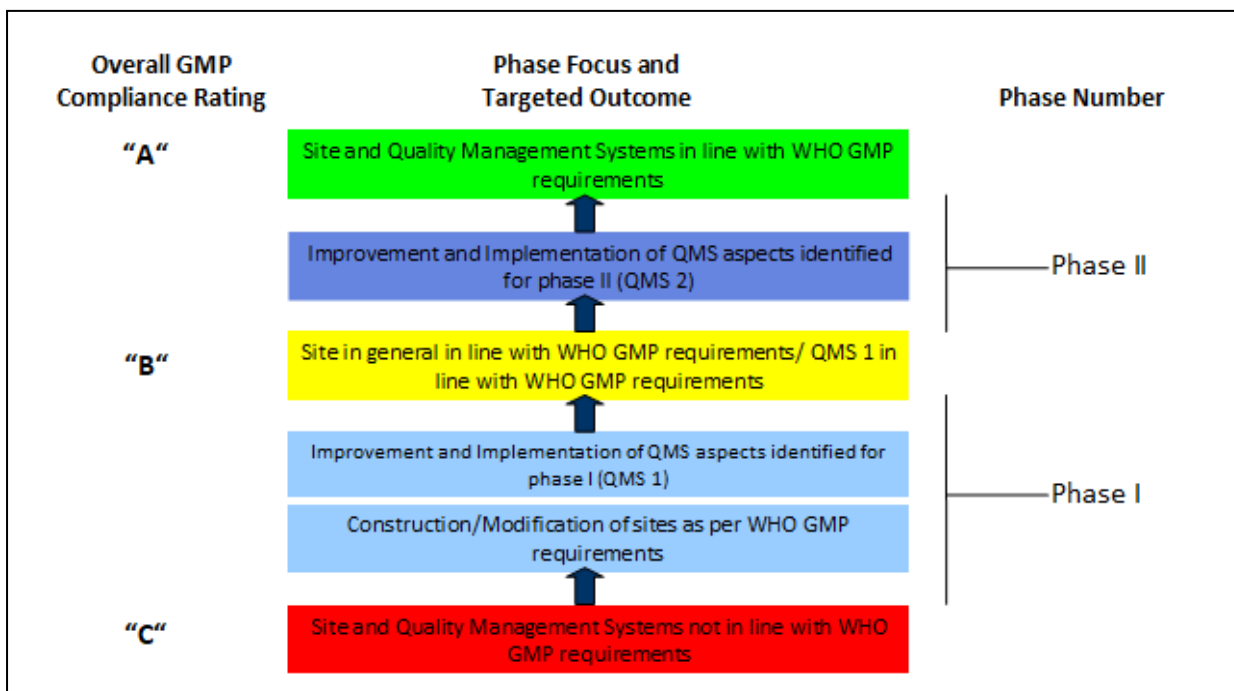 Overall GMP
Compliance Rating
Phase Focus and
Targeted Outcome
Phase Number
“A“
Site and Quality Management Systems in line with WHO GMP
requirements
Improvement and Implementation of QMS aspects identified
for phase II (QMS 2)
Phase II
“B“
Site in general in line with WHO GMP requirements/ QMS 1 in
line with WHO GMP requirements
Improvement and Implementation of QMS aspects identified for
phase I (QMS 1)
Phase I
Construction/Modification of sites as per WHO GMP
requirements
“C“
Site and Quality Management Systems not in line with WHO
GMP requirements